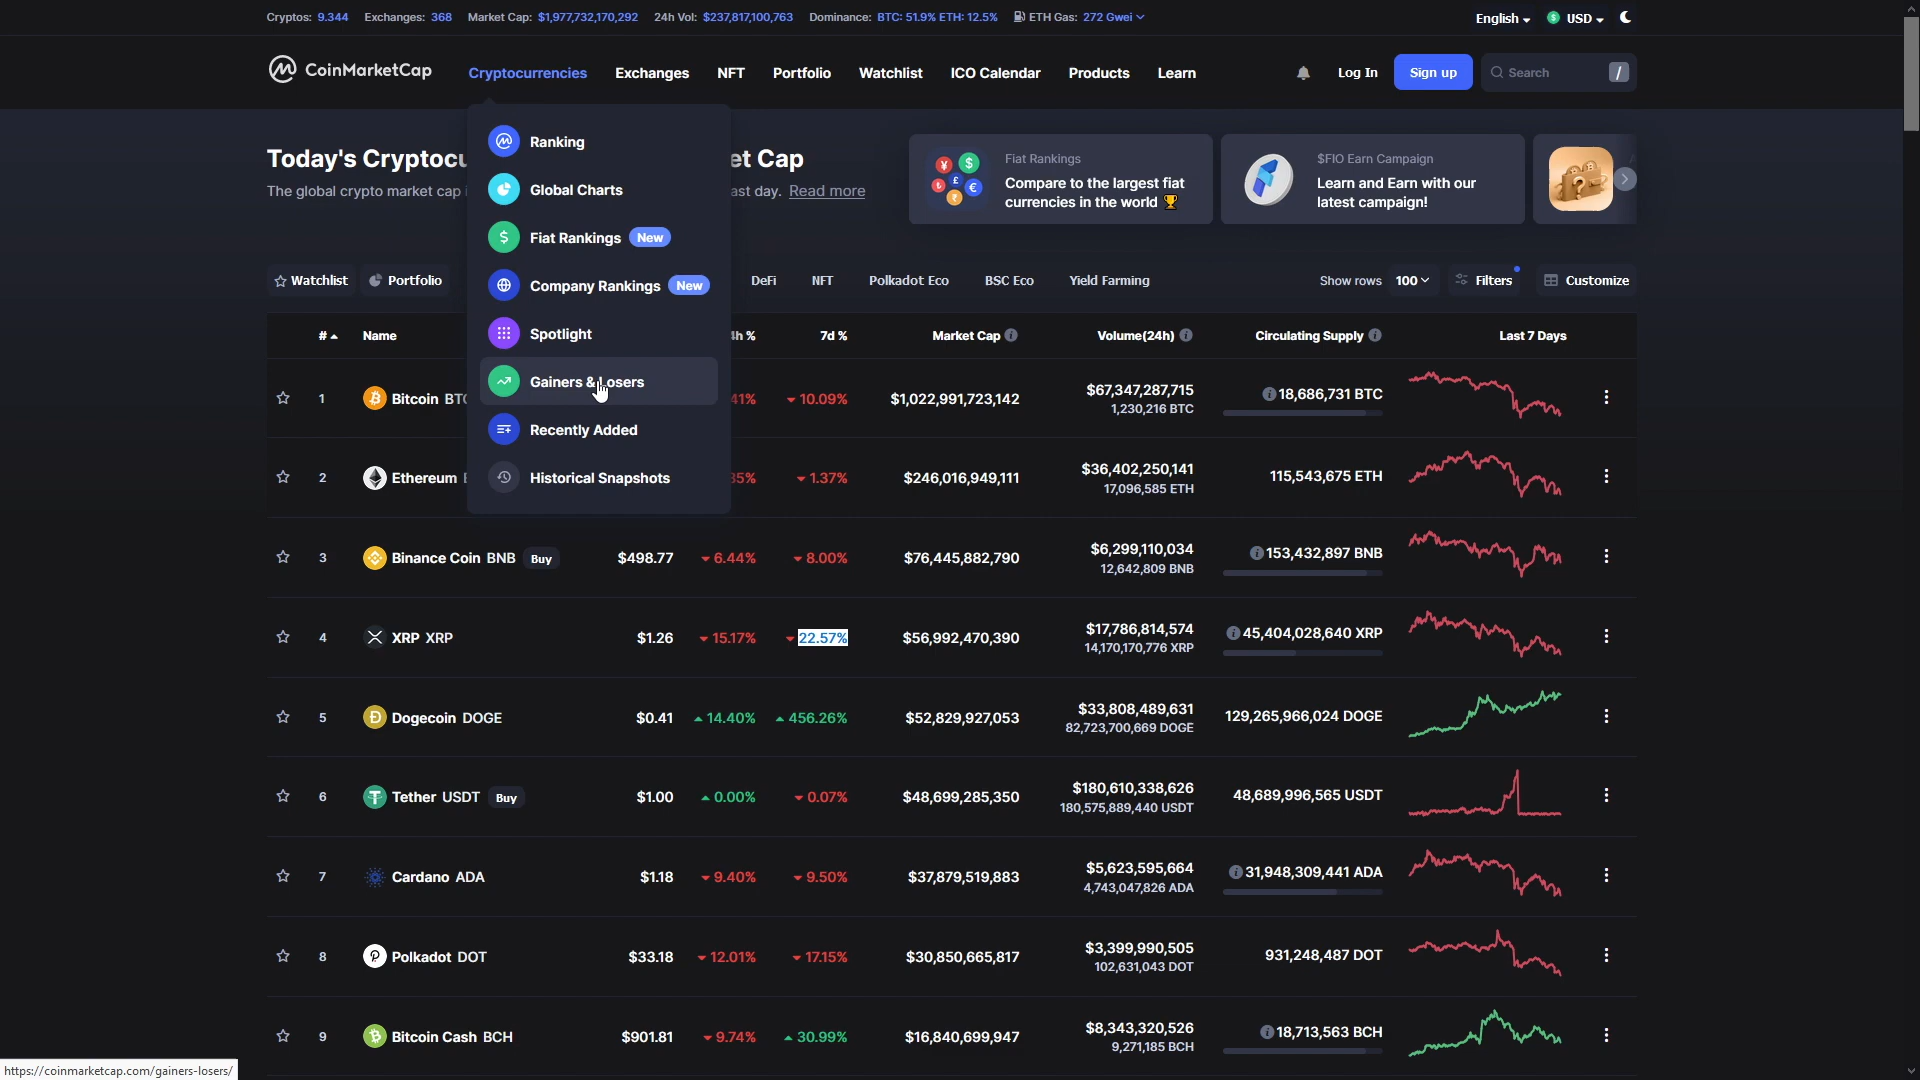 Cryptos: 9.344 Exchanges: 368 Market Cap: $1,977,732,170,292 24h Vol: $237,817,100,763 Dominance: BTC: 51.9% ETH: 12.5% ETH Gas: 272 Gwei English USD
CoinMarketCap Cryptocurrencies Exchanges NFT Portfolio Watchlist ICO Calendar Products Learn Log In Sign up Search /
Ranking
Global Charts
Fiat Rankings New
Company Rankings New
Spotlight
Gainers & Losers
Recently Added
Historical Snapshots
Today's Cryptocu et Cap
The global crypto market cap i ast day. Read more
Fiat Rankings
Compare to the largest fiat
currencies in the world
$FIO Earn Campaign
Learn and Earn with our
latest campaign!
Watchlist Portfolio DeFi NFT Polkadot Eco BSC Eco Yield Farming Show rows 100 Filters Customize
# Name 4h % 7d % Market Cap Volume(24h) Circulating Supply Last 7 Days
1 Bitcoin BTC 41% 10.09% $1,022,991,723,142 $67,347,287,715 18,686,731 BTC
1,230,216 BTC
2 Ethereum 35% 1.37% $246,016,949,111 $36,402,250,141 115,543,675 ETH
17,096,585 ETH
3 Binance Coin BNB Buy $498.77 6.44% 8.00% $76,445,882,790 $6,299,110,034 153,432,897 BNB
12,642,809 BNB
4 XRP XRP $1.26 15.17% 22.57% $56,992,470,390 $17,786,814,574 45,404,028,640 XRP
14,170,170,776 XRP
5 Dogecoin DOGE $0.41 14.40% 456.26% $52,829,927,053 $33,808,489,631 129,265,966,024 DOGE
82,723,700,669 DOGE
6 Tether USDT Buy $1.00 0.00% 0.07% $48,699,285,350 $180,610,338,626 48,689,996,565 USDT
180,575,889,440 USDT
7 Cardano ADA $1.18 9.40% 9.50% $37,879,519,883 $5,623,595,664 31,948,309,441 ADA
4,743,047,826 ADA
8 Polkadot DOT $33.18 12.01% 17.15% $30,850,665,817 $3,399,990,505 931,248,487 DOT
102,631,043 DOT
9 Bitcoin Cash BCH $901.81 9.74% 30.99% $16,840,699,947 $8,343,320,526 18,713,563 BCH
9,271,185 BCH
https://coinmarketcap.com/gainers-losers/